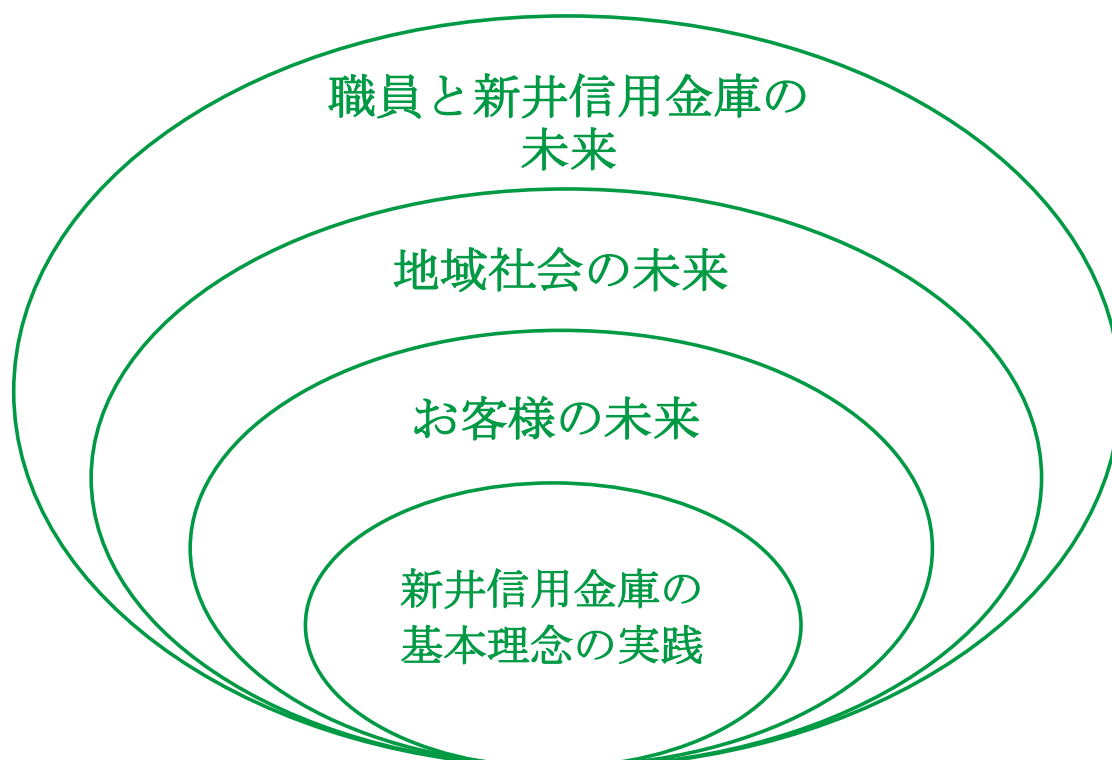 職員と新井信用金庫の
未来
地域社会の未来
お客様の未来
新井信用金庫の
基本理念の実践